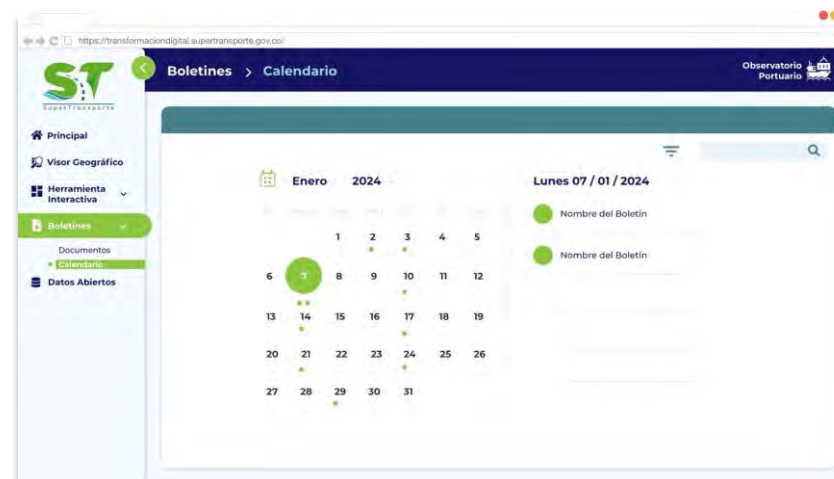 https://transformaciondigital.supertransporte.gov.co/
ST
SuperTransporte
Boletines > Calendario
Observatorio
Portuario
Principal
Visor Geográfico
Herramienta
Interactiva
Boletines
Documentos
Calendario
Datos Abiertos
Enero 2024
1 2 3 4 5
6 7 8 9 10 11 12
13 14 15 16 17 18 19
20 21 22 23 24 25 26
27 28 29 30 31
Lunes 07 / 01 / 2024
Nombre del Boletín
Nombre del Boletín